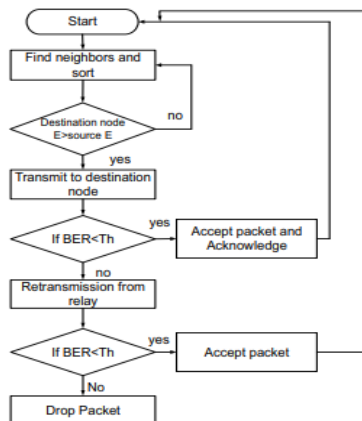 Start
Find neighbors and
sort
no
Destination node
E>source E
yes
Transmit to destination
node
yes
If BER<Th
Accept packet and
Acknowledge
no
Retransmission from
relay
yes
If BER<Th
Accept packet
No
Drop Packet